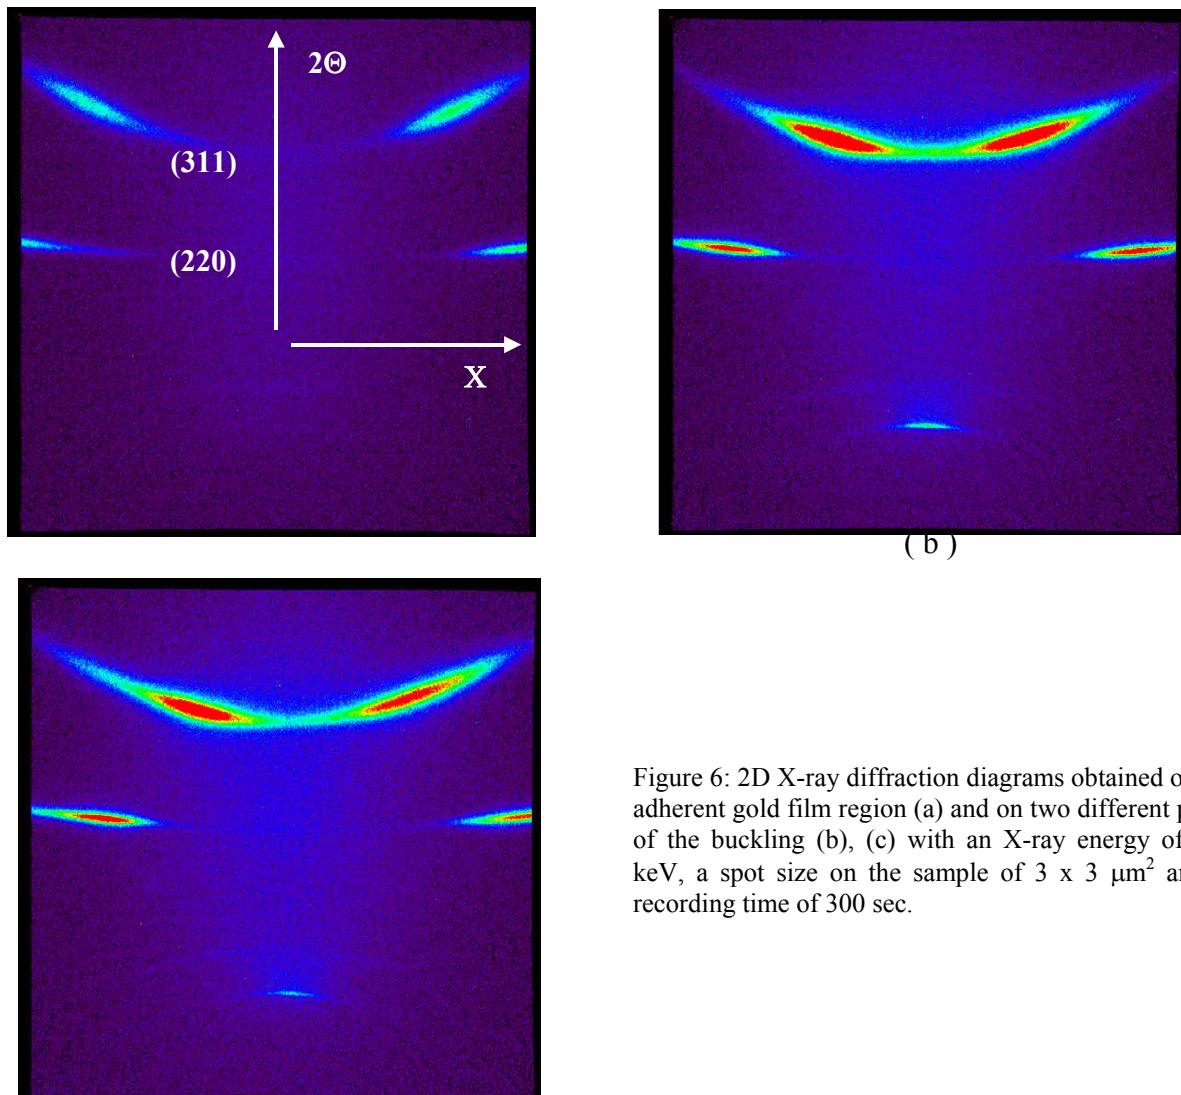 2Θ
(311)
(220)
X
( b )
Figure 6: 2D X-ray diffraction diagrams obtained
adherent gold film region (a) and on two different
of the buckling (b), (c) with an X-ray energy of
keV, a spot size on the sample of 3 x 3 μm²
recording time of 300 sec.